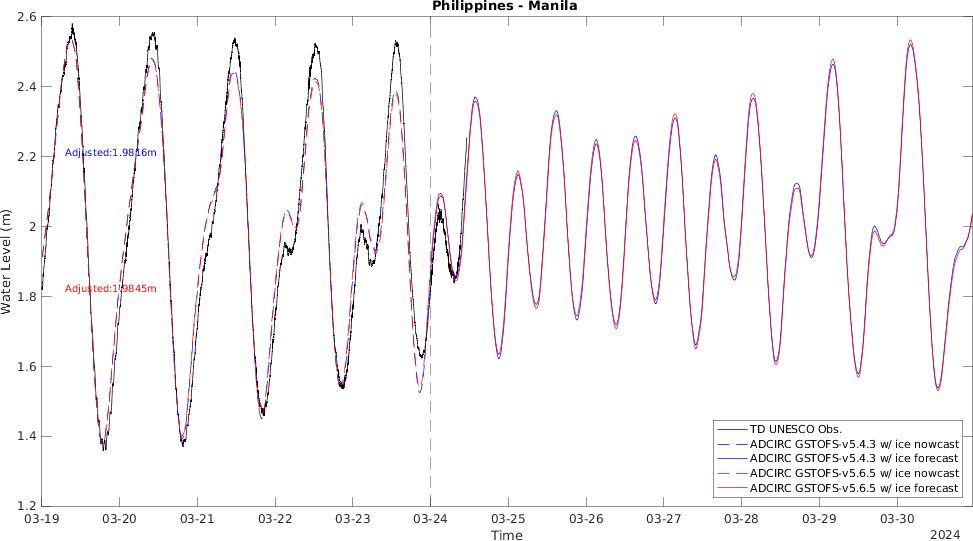 Philippines - Manila
2.6
2.4
2.2
2
1.8
1.6
1.4
1.2
Water Level (m)
Adjusted:1.9816m
Adjusted:1.9845m
TD UNESCO Obs.
ADCIRC GSTOFS-v5.4.3 w/ ice nowcast
ADCIRC GSTOFS-v5.4.3 w/ ice forecast
ADCIRC GSTOFS-v5.6.5 w/ ice nowcast
ADCIRC GSTOFS-v5.6.5 w/ ice forecast
03-19 03-20 03-21 03-22 03-23 03-24 03-25 03-26 03-27 03-28 03-29 03-30
Time
2024